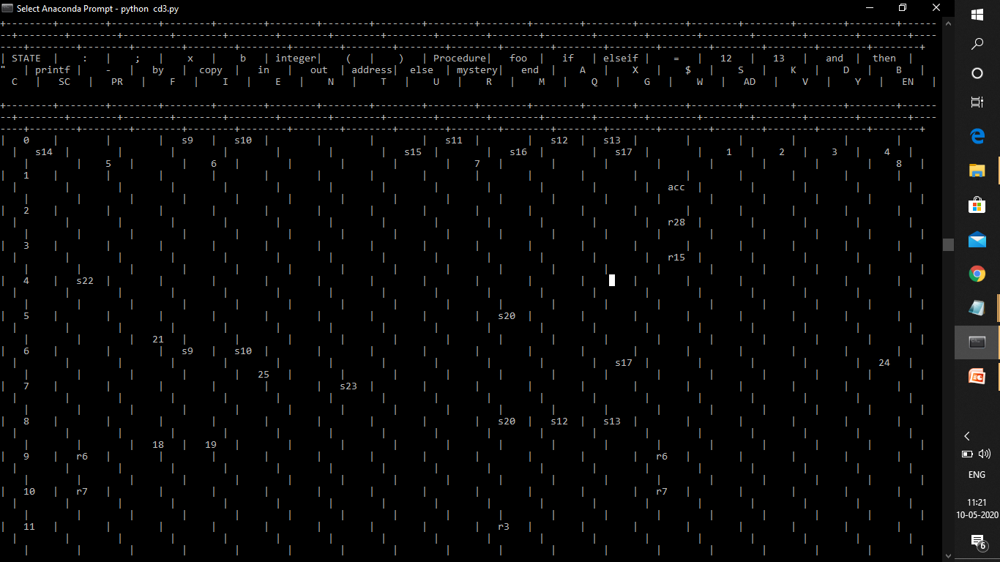 Select Anaconda Prompt - python cd3.py
STATE : ; x b integer ( ) Procedure foo if elseif = 12 13 and then
" printf - by copy in out address else mystery end A X $ S K D B
C SC PR F I E N T U R M Q G W AD V Y EN
0 s9 s10 s11 s12 s13
s14 s15 s16 s17 1 2 3 4
5 6 7 8
1
acc
2
r28
3
r15
4 s22
5 s20
21
6 s9 s10
s17 24
25
7 s23
8 s20 s12 s13
18 19
9 r6 r6
10 r7 r7
11 r3
ENG
11:21
10-05-2020
6